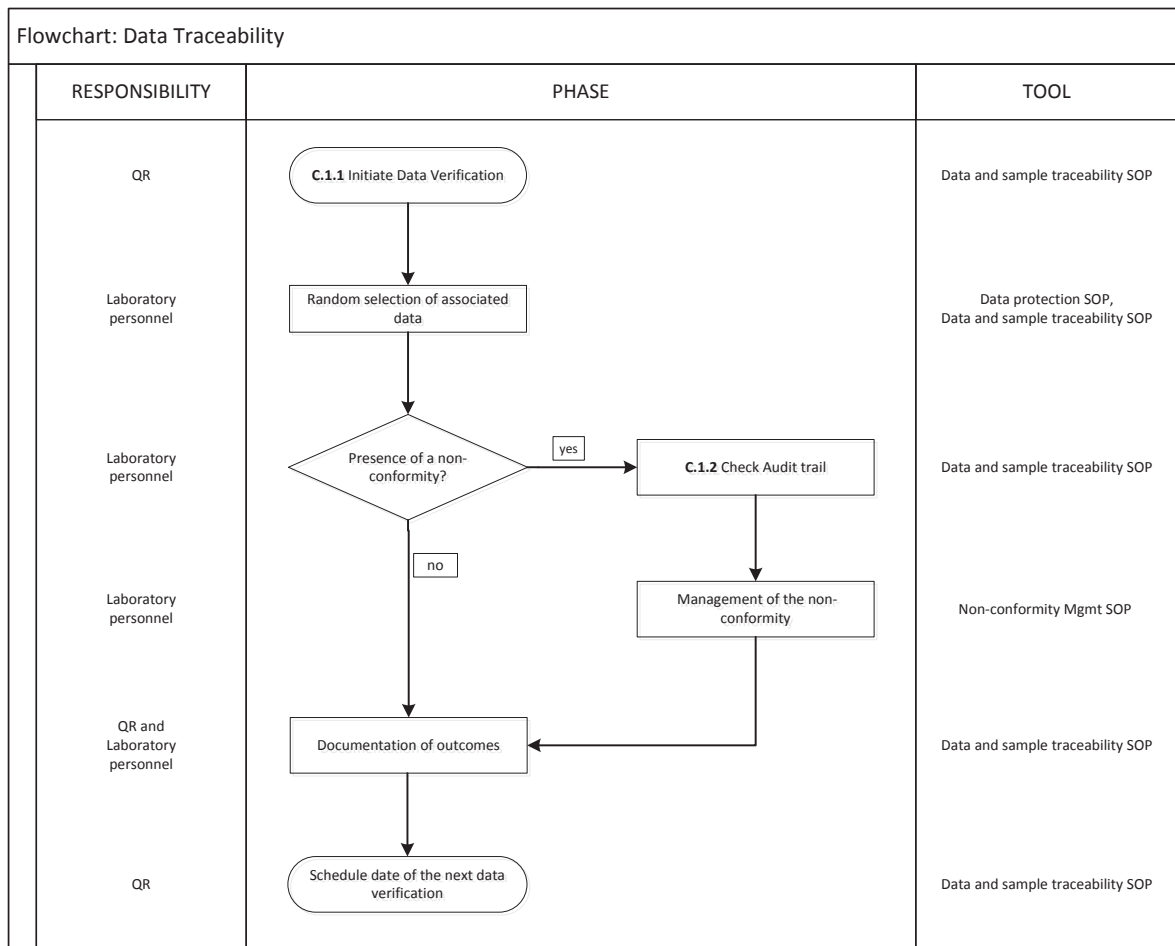 Flowchart: Data Traceability
RESPONSIBILITY
PHASE
TOOL
QR
C.1.1 Initiate Data Verification
Data and sample traceability SOP
Laboratory
personnel
Random selection of associated
data
Data protection SOP,
Data and sample traceability SOP
Laboratory
personnel
Presence of a non-
conformity?
yes
C.1.2 Check Audit trail
Data and sample traceability SOP
no
Laboratory
personnel
Management of the non-
conformity
Non-conformity Mgmt SOP
QR and
Laboratory
personnel
Documentation of outcomes
Data and sample traceability SOP
QR
Schedule date of the next data
verification
Data and sample traceability SOP